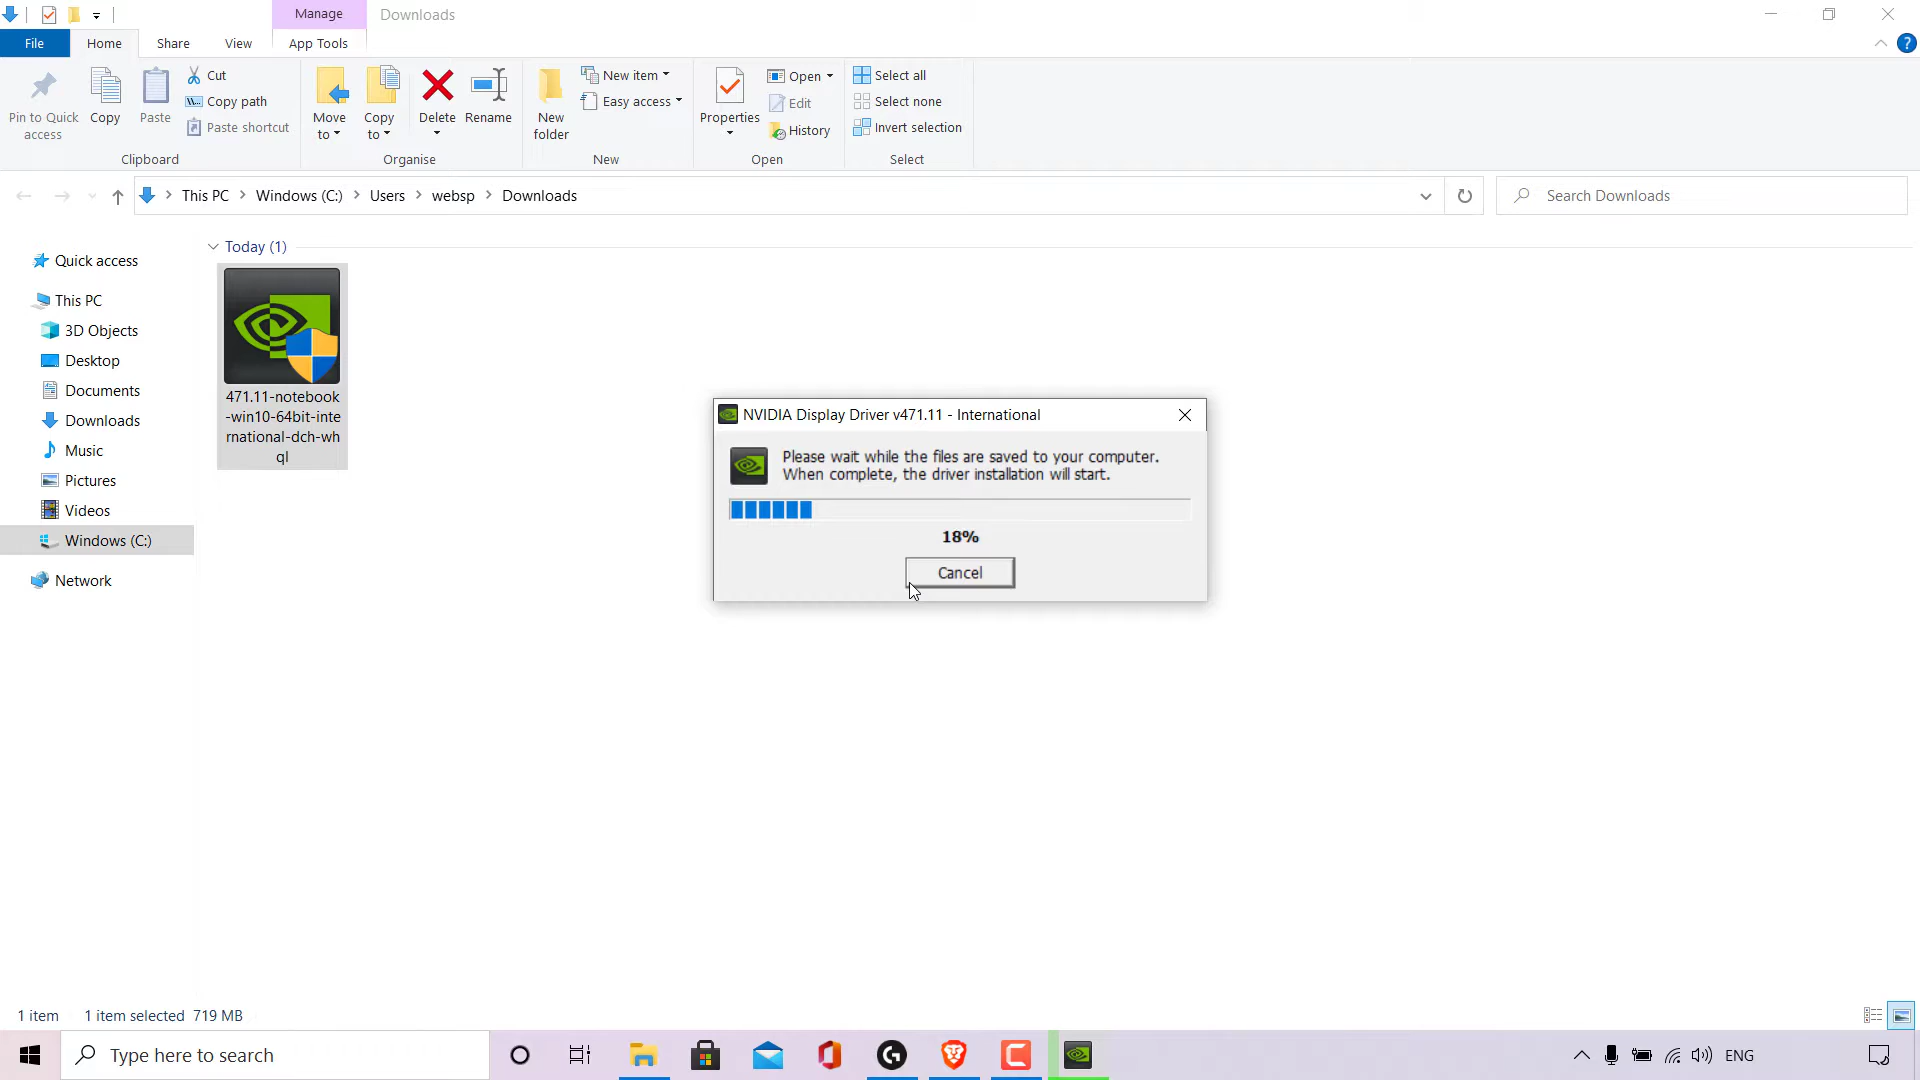 Manage
Downloads
File
Home
Share
View
App Tools
Pin to Quick
access
Copy
Paste
Cut
Copy path
Paste shortcut
Clipboard
Move
to
Copy
to
Delete
Rename
Organise
New
folder
New item
Easy access
New
Properties
Open
Edit
History
Open
Select all
Select none
Invert selection
Select
This PC
Windows (C:)
Users
websp
Downloads
Search Downloads
Quick access
This PC
3D Objects
Desktop
Documents
Downloads
Music
Pictures
Videos
Windows (C:)
Network
Today (1)
471.11-notebook
-win10-64bit-inte
rnational-dch-wh
ql
NVIDIA Display Driver v471.11 - International
Please wait while the files are saved to your computer.
When complete, the driver installation will start.
18%
Cancel
1 item
1 item selected 719 MB
Type here to search
ENG